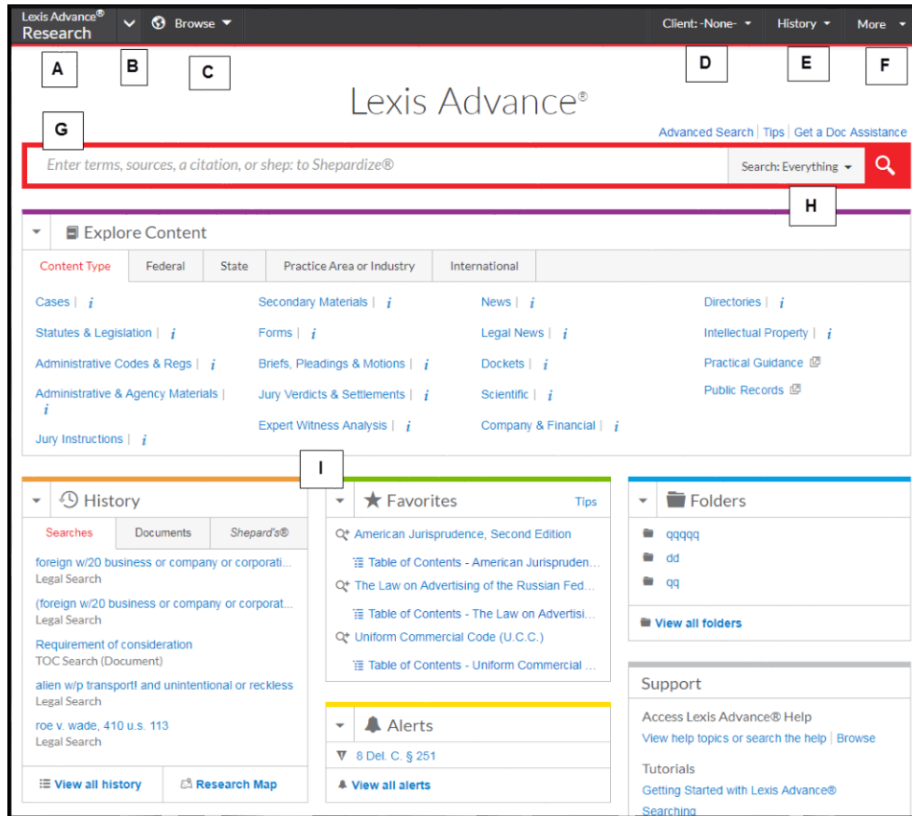 Lexis Advance®
Research
Browse
Client: -None-
History
More
A
B
C
D
E
F
Lexis Advance®
G
Advanced Search | Tips | Get a Doc Assistance
Enter terms, sources, a citation, or shep: to Shepardize®
Search: Everything
H
Explore Content
Content Type
Federal
State
Practice Area or Industry
International
Cases | i
Statutes & Legislation | i
Administrative Codes & Regs | i
Administrative & Agency Materials |
i
Jury Instructions | i
Secondary Materials | i
Forms | i
Briefs, Pleadings & Motions | i
Jury Verdicts & Settlements | i
Expert Witness Analysis | i
News | i
Legal News | i
Dockets | i
Scientific | i
Company & Financial | i
Directories | i
Intellectual Property | i
Practical Guidance
Public Records
I
History
Searches
Documents
Shepard's®
foreign w/20 business or company or corporati...
Legal Search
(foreign w/20 business or company or corporat...
Legal Search
Requirement of consideration
TOC Search (Document)
alien w/p transport! and unintentional or reckless
Legal Search
roe v. wade, 410 u.s. 113
Legal Search
View all history
Research Map
Favorites
Tips
American Jurisprudence, Second Edition
Table of Contents - American Jurispruden...
The Law on Advertising of the Russian Fed...
Table of Contents - The Law on Advertisi...
Uniform Commercial Code (U.C.C.)
Table of Contents - Uniform Commercial ...
Alerts
8 Del. C. § 251
View all alerts
Folders
qqqqq
dd
qq
View all folders
Support
Access Lexis Advance® Help
View help topics or search the help | Browse
Tutorials
Getting Started with Lexis Advance®
Searching